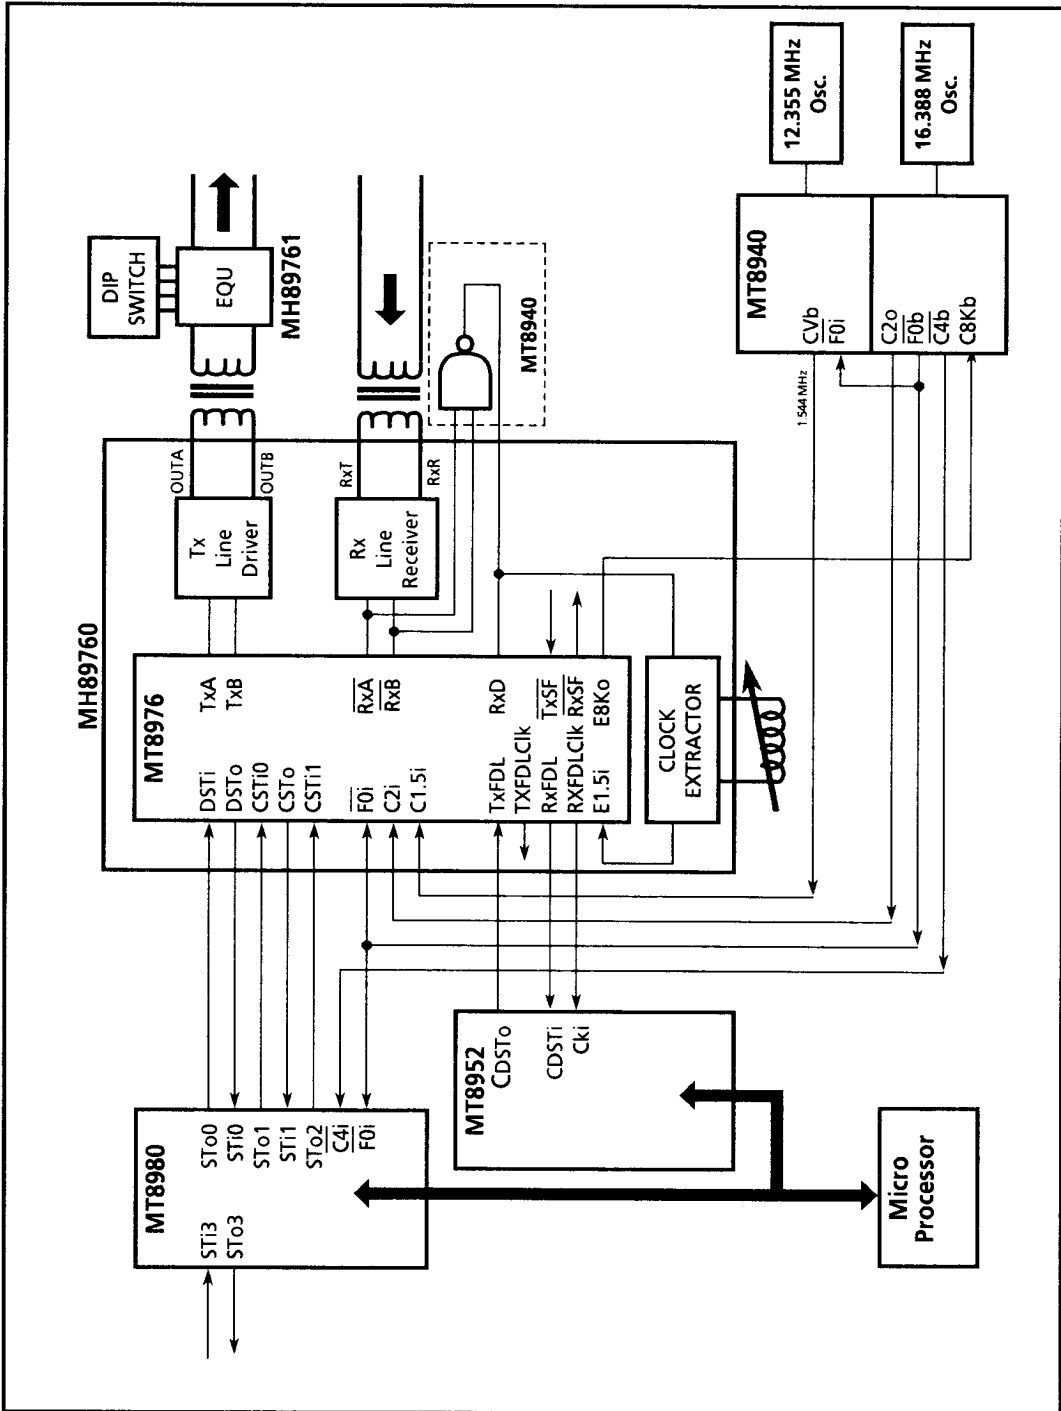 MT8980
STi3
STo3
STo0
STi0
STo1
STi1
STo2
C4i
F0i
MT8952
CDSTo
CDSTi
Cki
Micro
Processor
MH89760
MT8976
DSTi
DSTo
CSTi0
CSTo
CSTi1
F0i
C2i
C1.5i
TxFDL
TXFDLClk
RxFDL
RXFDLClk
E1.5i
TxA
TxB
RxA
RxB
RxD
TxSF
RxSF
E8Ko
CLOCK
EXTRACTOR
Tx
Line
Driver
OUTA
OUTB
Rx
Line
Receiver
RxT
RxR
DIP
SWITCH
EQU
MH89761
MT8940
MT8940
CVb
F0i
C2o
F0b
C4b
C8Kb
1.544 MHz
12.355 MHz
Osc.
16.388 MHz
Osc.